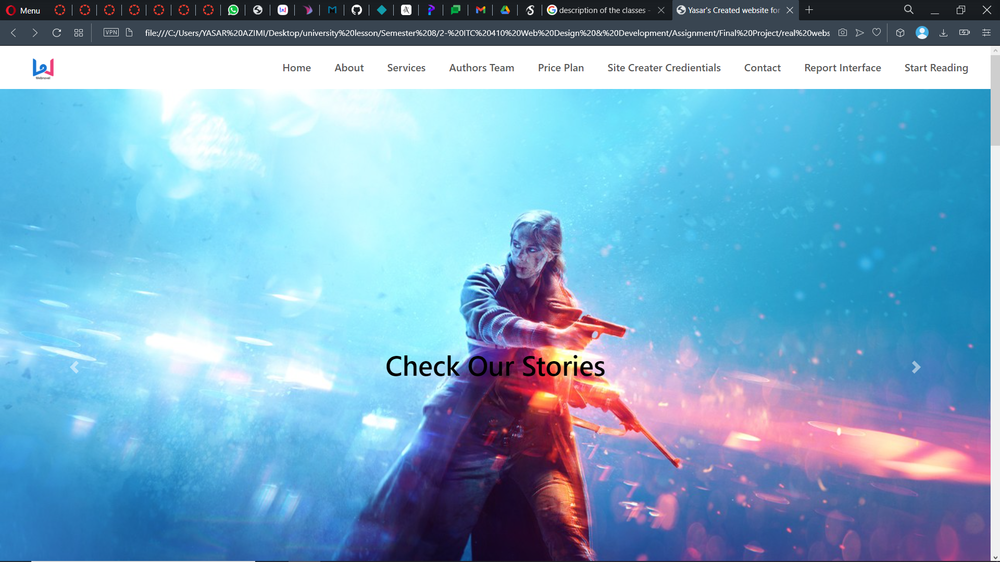 Menu
description of the classes -
Yasar's Created website for
VPN
file:///C:/Users/YASAR%20AZIMI/Desktop/university%20lesson/Semester%208/2-%20ITC%20410%20Web%20Design%20&%20Development/Assignment/Final%20Project/real%20webs
Webnovel
Home
About
Services
Authors Team
Price Plan
Site Creater Credientials
Contact
Report Interface
Start Reading
Check Our Stories